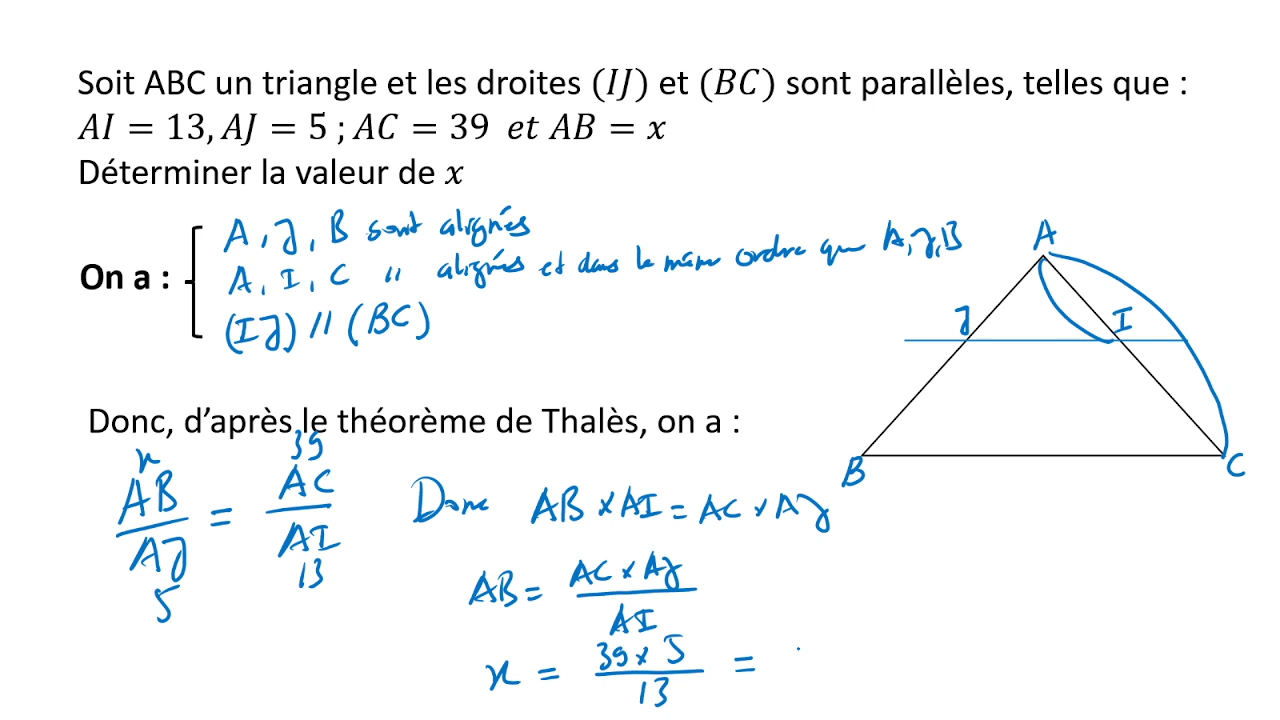 Soit ABC un triangle et les droites (IJ) et (BC) sont parallèles, telles que :
AI = 13, AJ = 5 ; AC = 39 et AB = x
Déterminer la valeur de x
On a :
A, J, B sont alignés
A, I, C // alignés et dans le même ordre que A, J, B
(IJ) // (BC)
A
J
I
B
C
Donc, d’après le théorème de Thalès, on a :
x 39
AB/AJ = AC/AI
5 13
Donc AB × AI = AC × AJ
AB = AC × AJ / AI
x = 39 × 5 / 13 =